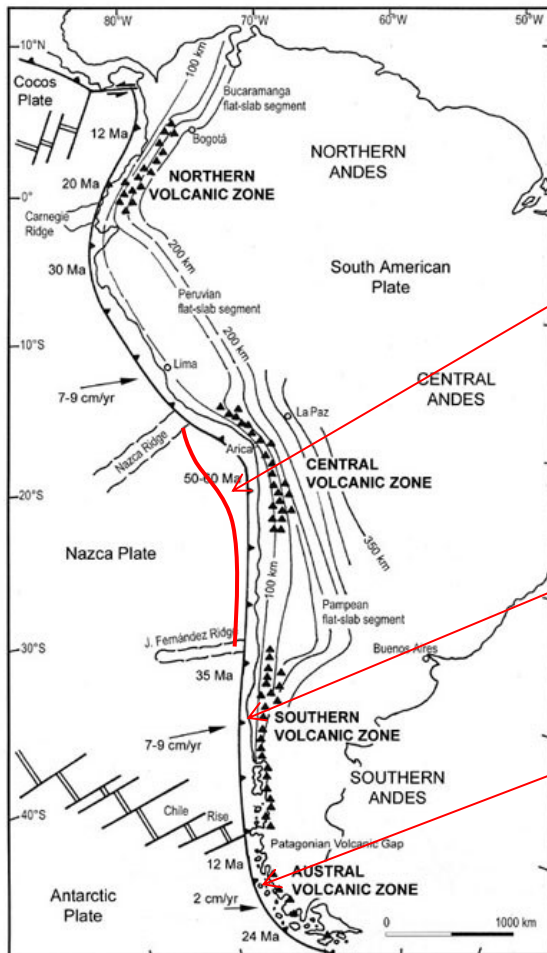 80°W
70°
60°
50°W
10°N
Cocos
Plate
100 km
Bucaramanga
flat-slab segment
12 Ma
Bogotá
NORTHERN
ANDES
NORTHERN
VOLCANIC ZONE
20 Ma
0°
Carnegie
Ridge
200 km
30 Ma
South American
Plate
Peruvian
flat-slab segment
10°S
200 km
Lima
7-9 cm/yr
CENTRAL
ANDES
La Paz
Nazca Ridge
Arica
CENTRAL
VOLCANIC ZONE
50-60 Ma
20°S
350 km
Nazca Plate
100 km
Pampean
flat-slab segment
J. Fernández Ridge
30°S
Buenos Aires
35 Ma
SOUTHERN
VOLCANIC ZONE
7-9 cm/yr
SOUTHERN
ANDES
40°S
Chile Rise
Patagonian Volcanic Gap
12 Ma
AUSTRAL
VOLCANIC ZONE
Antarctic
Plate
2 cm/yr
24 Ma
0 1000 km